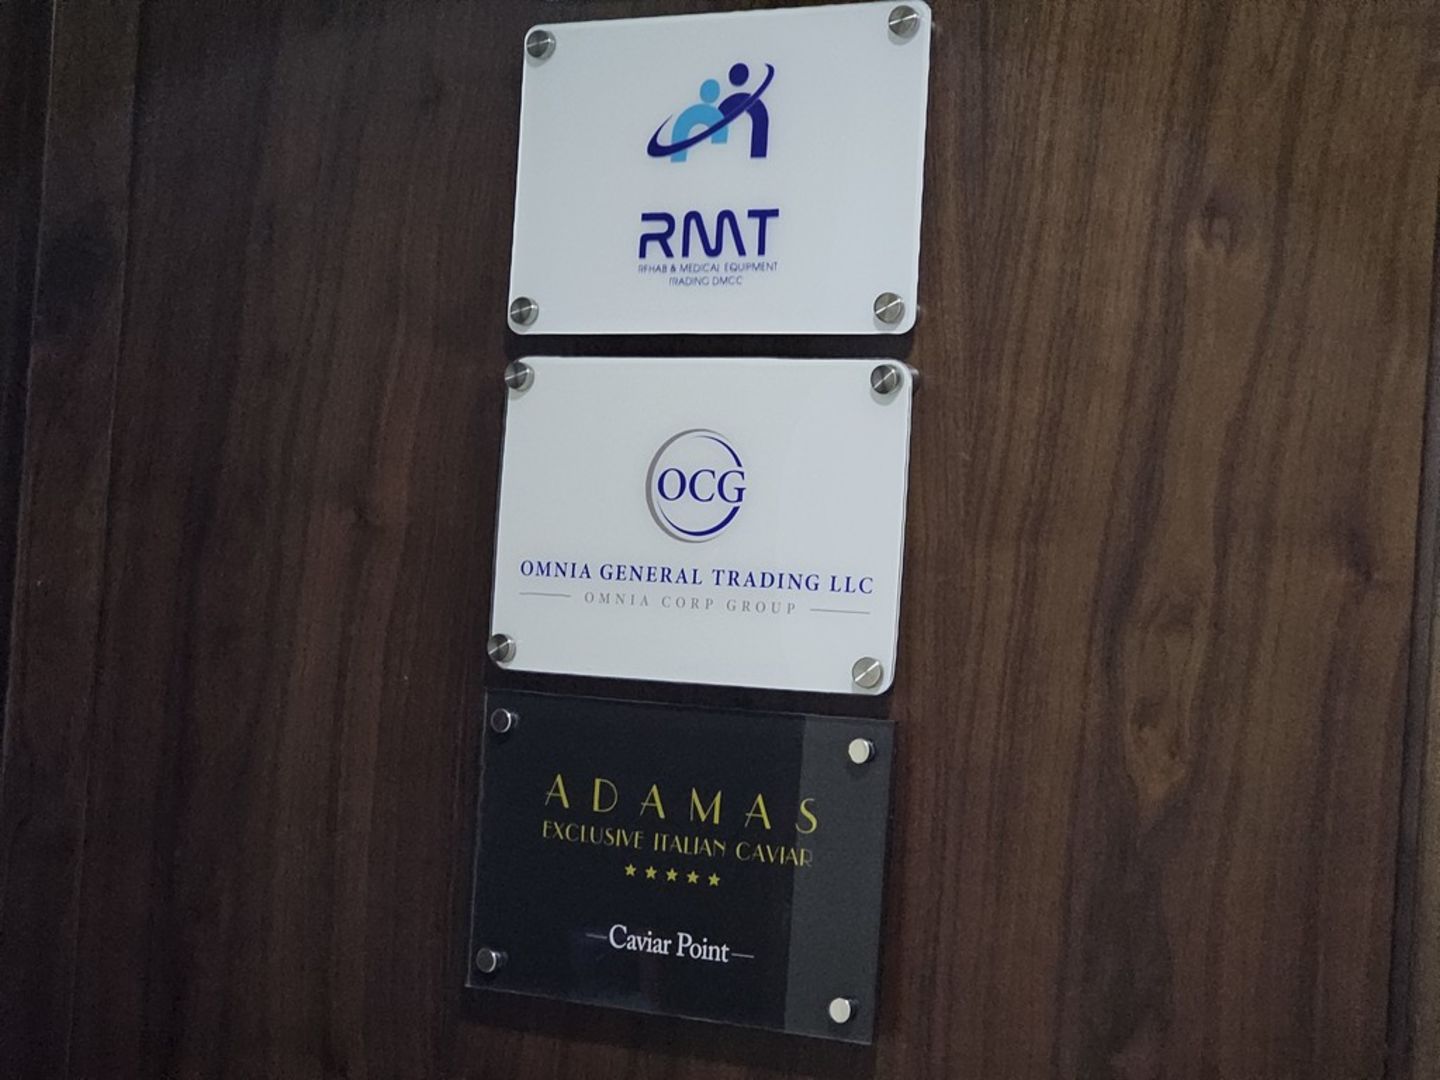 RMT
REHAB & MEDICAL EQUIPMENT
TRADING DMCC
OCG
OMNIA GENERAL TRADING LLC
OMNIA CORP GROUP
ADAMAS
EXCLUSIVE ITALIAN CAVIAR
Caviar Point